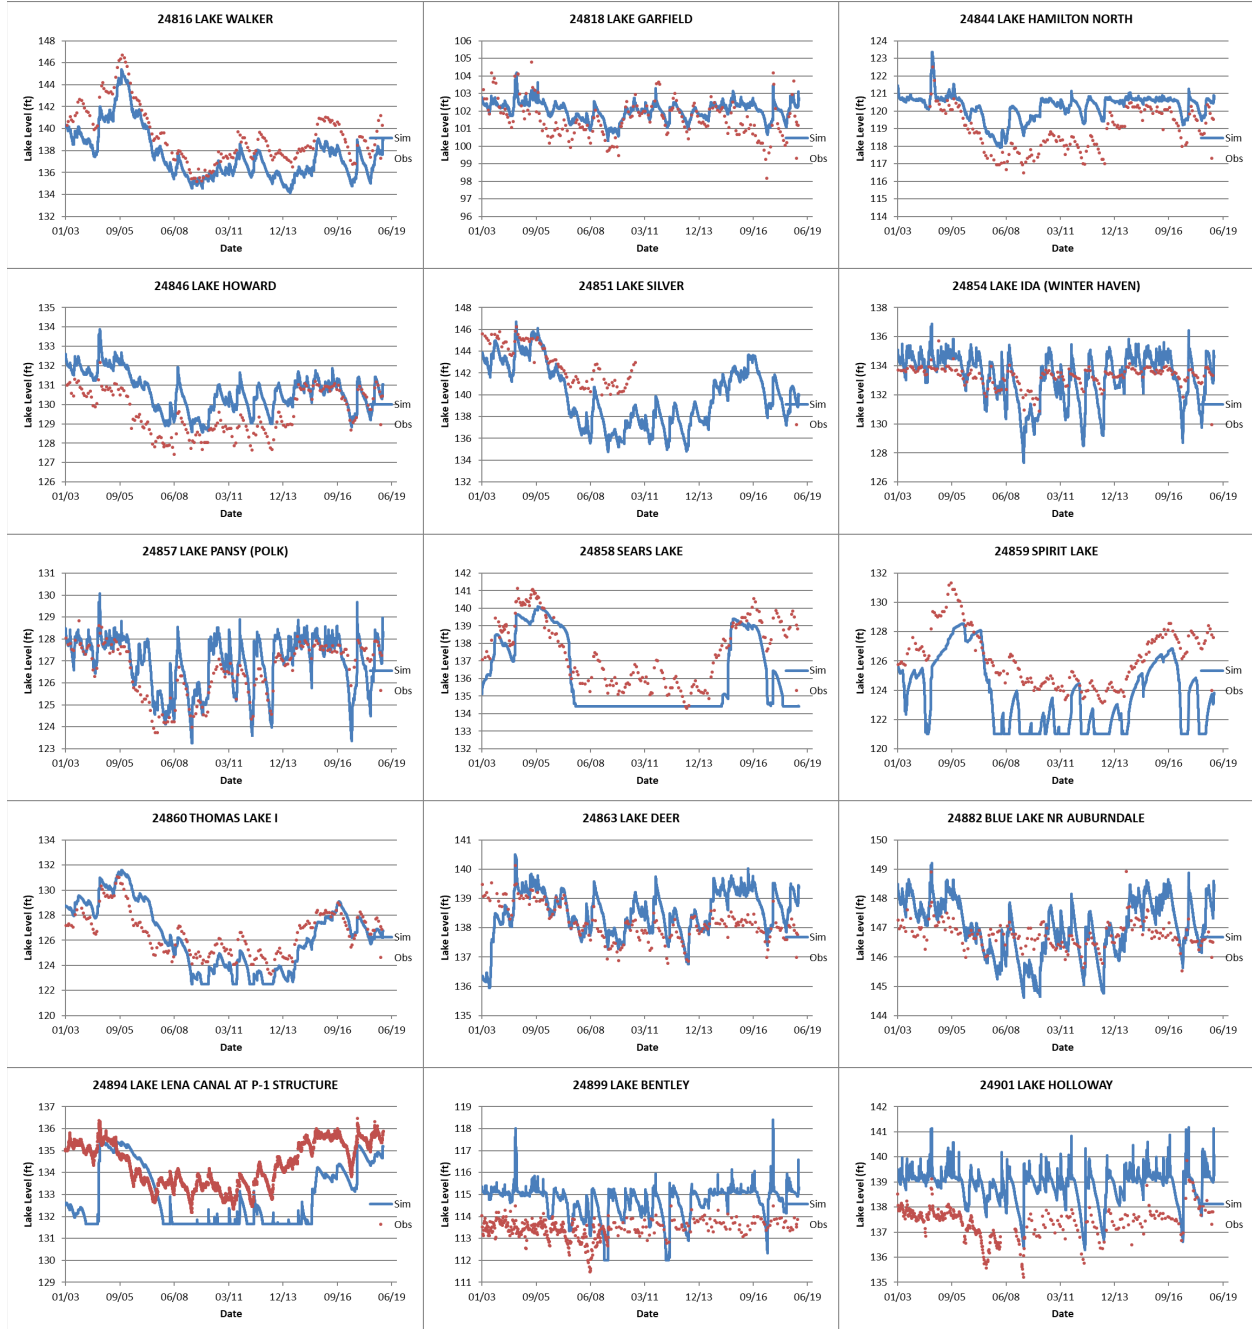 24816 LAKE WALKER
Lake Level (ft)
148
146
144
142
140
138
136
134
132
01/03 09/05 06/08 03/11 12/13 09/16 06/19
Date
Sim
Obs
24818 LAKE GARFIELD
Lake Level (ft)
106
105
104
103
102
101
100
99
98
97
96
01/03 09/05 06/08 03/11 12/13 09/16 06/19
Date
Sim
Obs
24844 LAKE HAMILTON NORTH
Lake Level (ft)
124
123
121
120
119
117
116
114
01/03 09/05 06/08 03/11 12/13 09/16 06/19
Date
Sim
Obs
24846 LAKE HOWARD
Lake Level (ft)
135
134
133
132
131
130
129
128
127
126
01/03 09/05 06/08 03/11 12/13 09/16 06/19
Date
Sim
Obs
24851 LAKE SILVER
Lake Level (ft)
148
146
144
142
140
138
136
134
132
01/03 09/05 06/08 03/11 12/13 09/16 06/19
Date
Sim
Obs
24854 LAKE IDA (WINTER HAVEN)
Lake Level (ft)
138
136
134
132
130
128
126
01/03 09/05 06/08 03/11 12/13 09/16 06/19
Date
Sim
Obs
24857 LAKE PANSY (POLK)
Lake Level (ft)
131
129
128
127
125
124
123
01/03 09/05 06/08 03/11 12/13 09/16 06/19
Date
Sim
Obs
24858 SEARS LAKE
Lake Level (ft)
142
141
140
139
137
136
135
134
133
132
01/03 09/05 06/08 03/11 12/13 09/16 06/19
Date
Sim
Obs
24859 SPIRIT LAKE
Lake Level (ft)
132
130
128
126
124
122
120
01/03 09/05 06/08 03/11 12/13 09/16 06/19
Date
Sim
Obs
24860 THOMAS LAKE I
Lake Level (ft)
134
132
130
128
126
124
122
120
01/03 09/05 06/08 03/11 12/13 09/16 06/19
Date
Sim
Obs
24863 LAKE DEER
Lake Level (ft)
141
140
139
138
137
136
135
01/03 09/05 06/08 03/11 12/13 09/16 06/19
Date
Sim
Obs
24882 BLUE LAKE NR AUBURNDALE
Lake Level (ft)
150
149
148
147
146
145
144
01/03 09/05 06/08 03/11 12/13 09/16 06/19
Date
Sim
Obs
24894 LAKE LENA CANAL AT P-1 STRUCTURE
Lake Level (ft)
137
136
135
134
133
132
131
130
129
01/03 09/05 06/08 03/11 12/13 09/16 06/19
Date
Sim
Obs
24899 LAKE BENTLEY
Lake Level (ft)
119
118
116
115
114
113
111
01/03 09/05 06/08 03/11 12/13 09/16 06/19
Date
Sim
Obs
24901 LAKE HOLLOWAY
Lake Level (ft)
142
141
140
139
137
136
135
01/03 09/05 06/08 03/11 12/13 09/16 06/19
Date
Sim
Obs